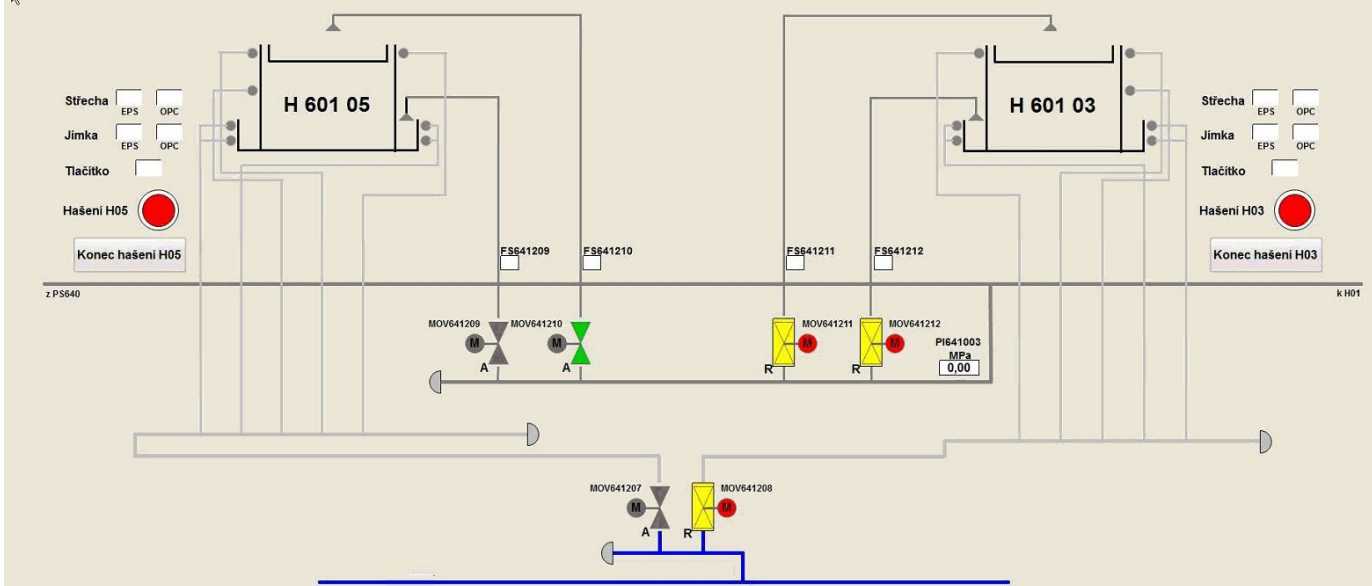 H 601 05
H 601 03
Střecha
EPS
OPC
Jímka
EPS
OPC
Tlačítko
Hašení H05
Konec hašení H05
Střecha
EPS
OPC
Jímka
EPS
OPC
Tlačítko
Hašení H03
Konec hašení H03
FS641209
FS641210
FS641211
FS641212
z PS640
k H01
MOV641209
M
A
MOV641210
M
A
MOV641211
M
R
MOV641212
M
R
PI641003
MPa
0,00
MOV641207
M
A
MOV641208
M
R